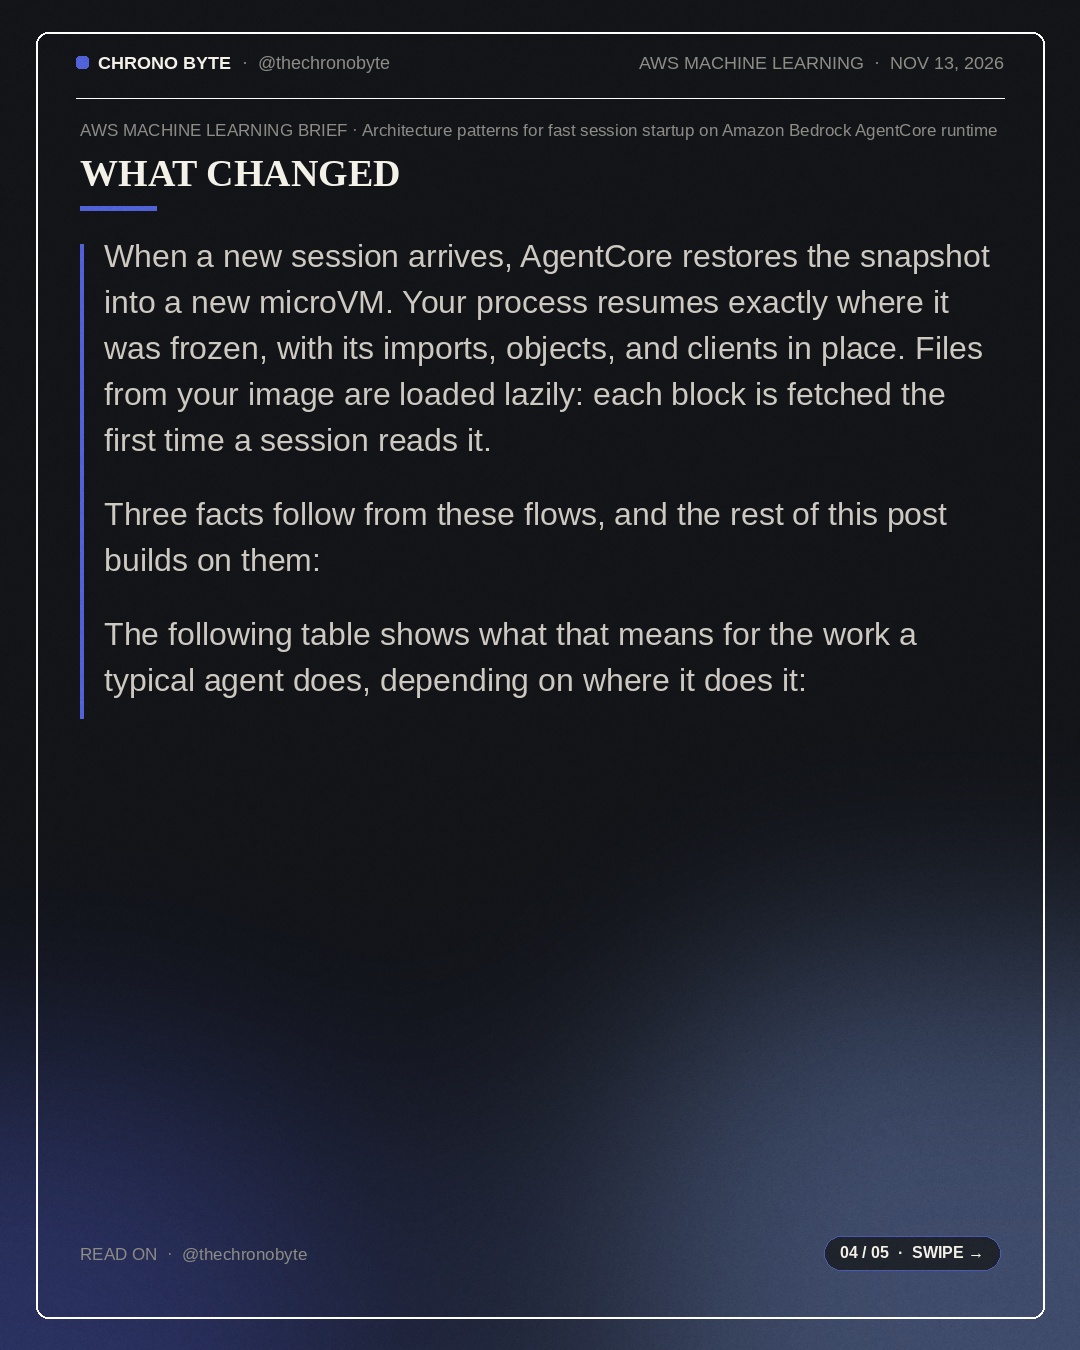 CHRONO BYTE · @thechronobyte
AWS MACHINE LEARNING · NOV 13, 2026
AWS MACHINE LEARNING BRIEF · Architecture patterns for fast session startup on Amazon Bedrock AgentCore runtime
WHAT CHANGED
When a new session arrives, AgentCore restores the snapshot
into a new microVM. Your process resumes exactly where it
was frozen, with its imports, objects, and clients in place. Files
from your image are loaded lazily: each block is fetched the
first time a session reads it.
Three facts follow from these flows, and the rest of this post
builds on them:
The following table shows what that means for the work a
typical agent does, depending on where it does it:
READ ON · @thechronobyte
04 / 05 · SWIPE →